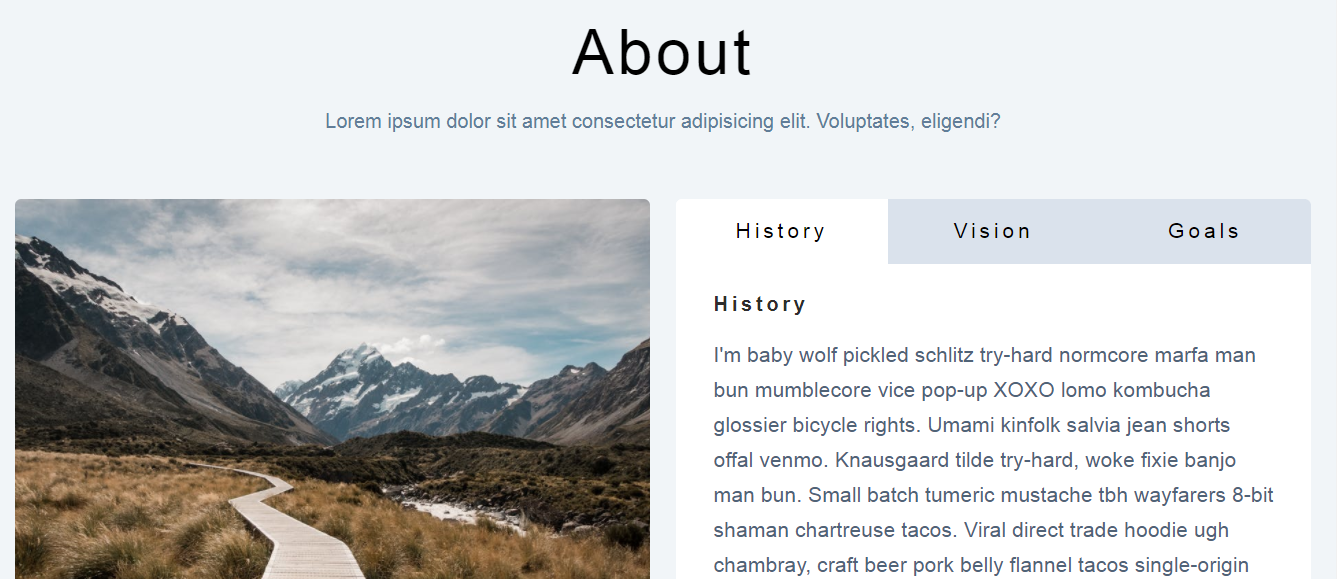 About
Lorem ipsum dolor sit amet consectetur adipisicing elit. Voluptates, eligendi?
History
Vision
Goals
History
I'm baby wolf pickled schlitz try-hard normcore marfa man
bun mumblecore vice pop-up XOXO lomo kombucha
glossier bicycle rights. Umami kinfolk salvia jean shorts
offal venmo. Knausgaard tilde try-hard, woke fixie banjo
man bun. Small batch tumeric mustache tbh wayfarers 8-bit
shaman chartreuse tacos. Viral direct trade hoodie ugh
chambray, craft beer pork belly flannel tacos single-origin